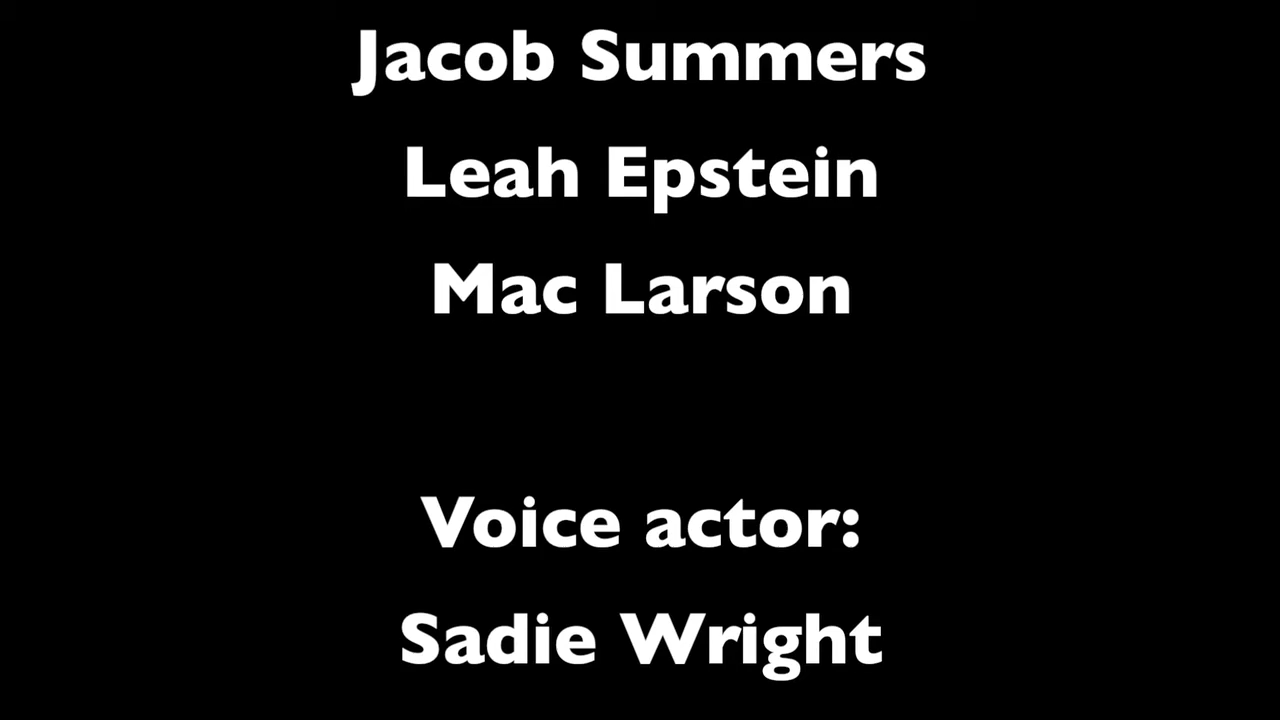 Jacob Summers
Leah Epstein
Mac Larson
Voice actor:
Sadie Wright